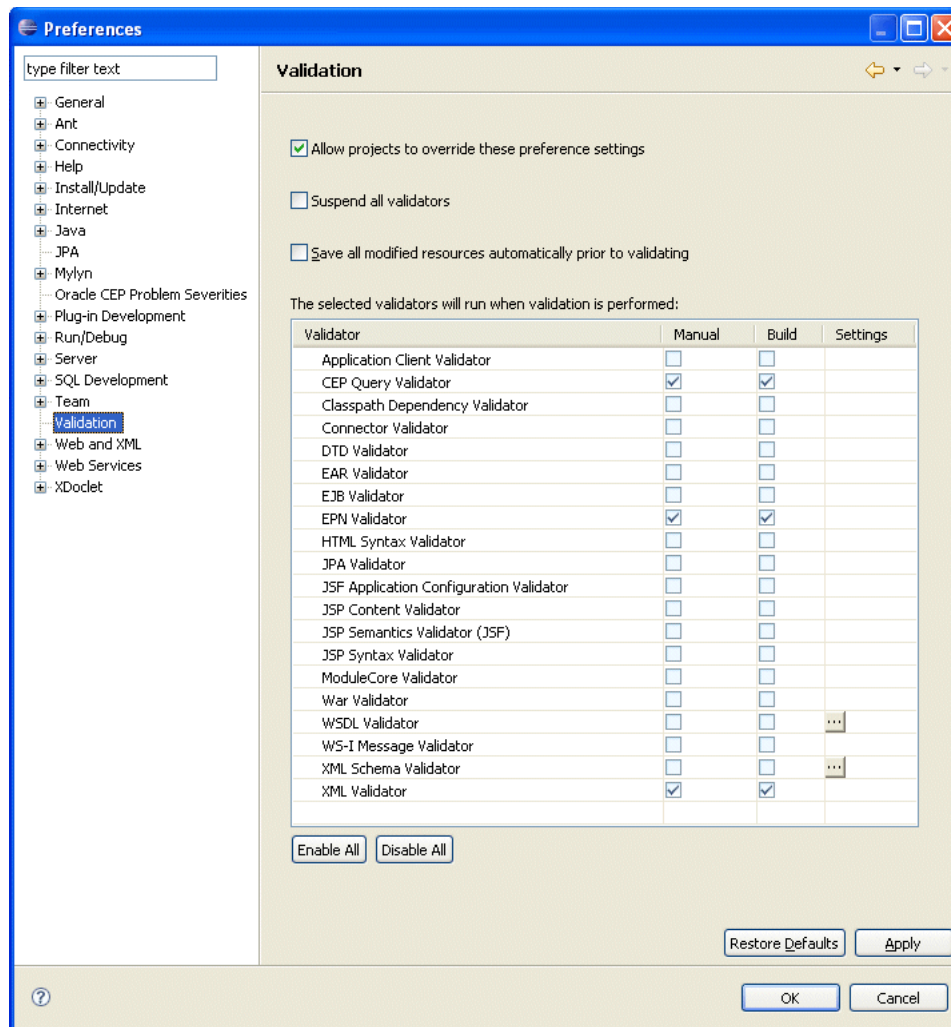 Preferences
type filter text
General
Ant
Connectivity
Help
Install/Update
Internet
Java
JPA
Mylyn
Oracle CEP Problem Severities
Plug-in Development
Run/Debug
Server
SQL Development
Team
Validation
Web and XML
Web Services
XDoclet
Validation
Allow projects to override these preference settings
Suspend all validators
Save all modified resources automatically prior to validating
The selected validators will run when validation is performed:
Validator Manual Build Settings
Application Client Validator
CEP Query Validator
Classpath Dependency Validator
Connector Validator
DTD Validator
EAR Validator
EJB Validator
EPN Validator
HTML Syntax Validator
JPA Validator
JSF Application Configuration Validator
JSP Content Validator
JSP Semantics Validator (JSF)
JSP Syntax Validator
ModuleCore Validator
War Validator
WSDL Validator ...
WS-I Message Validator
XML Schema Validator ...
XML Validator
Enable All Disable All
Restore Defaults Apply
? OK Cancel